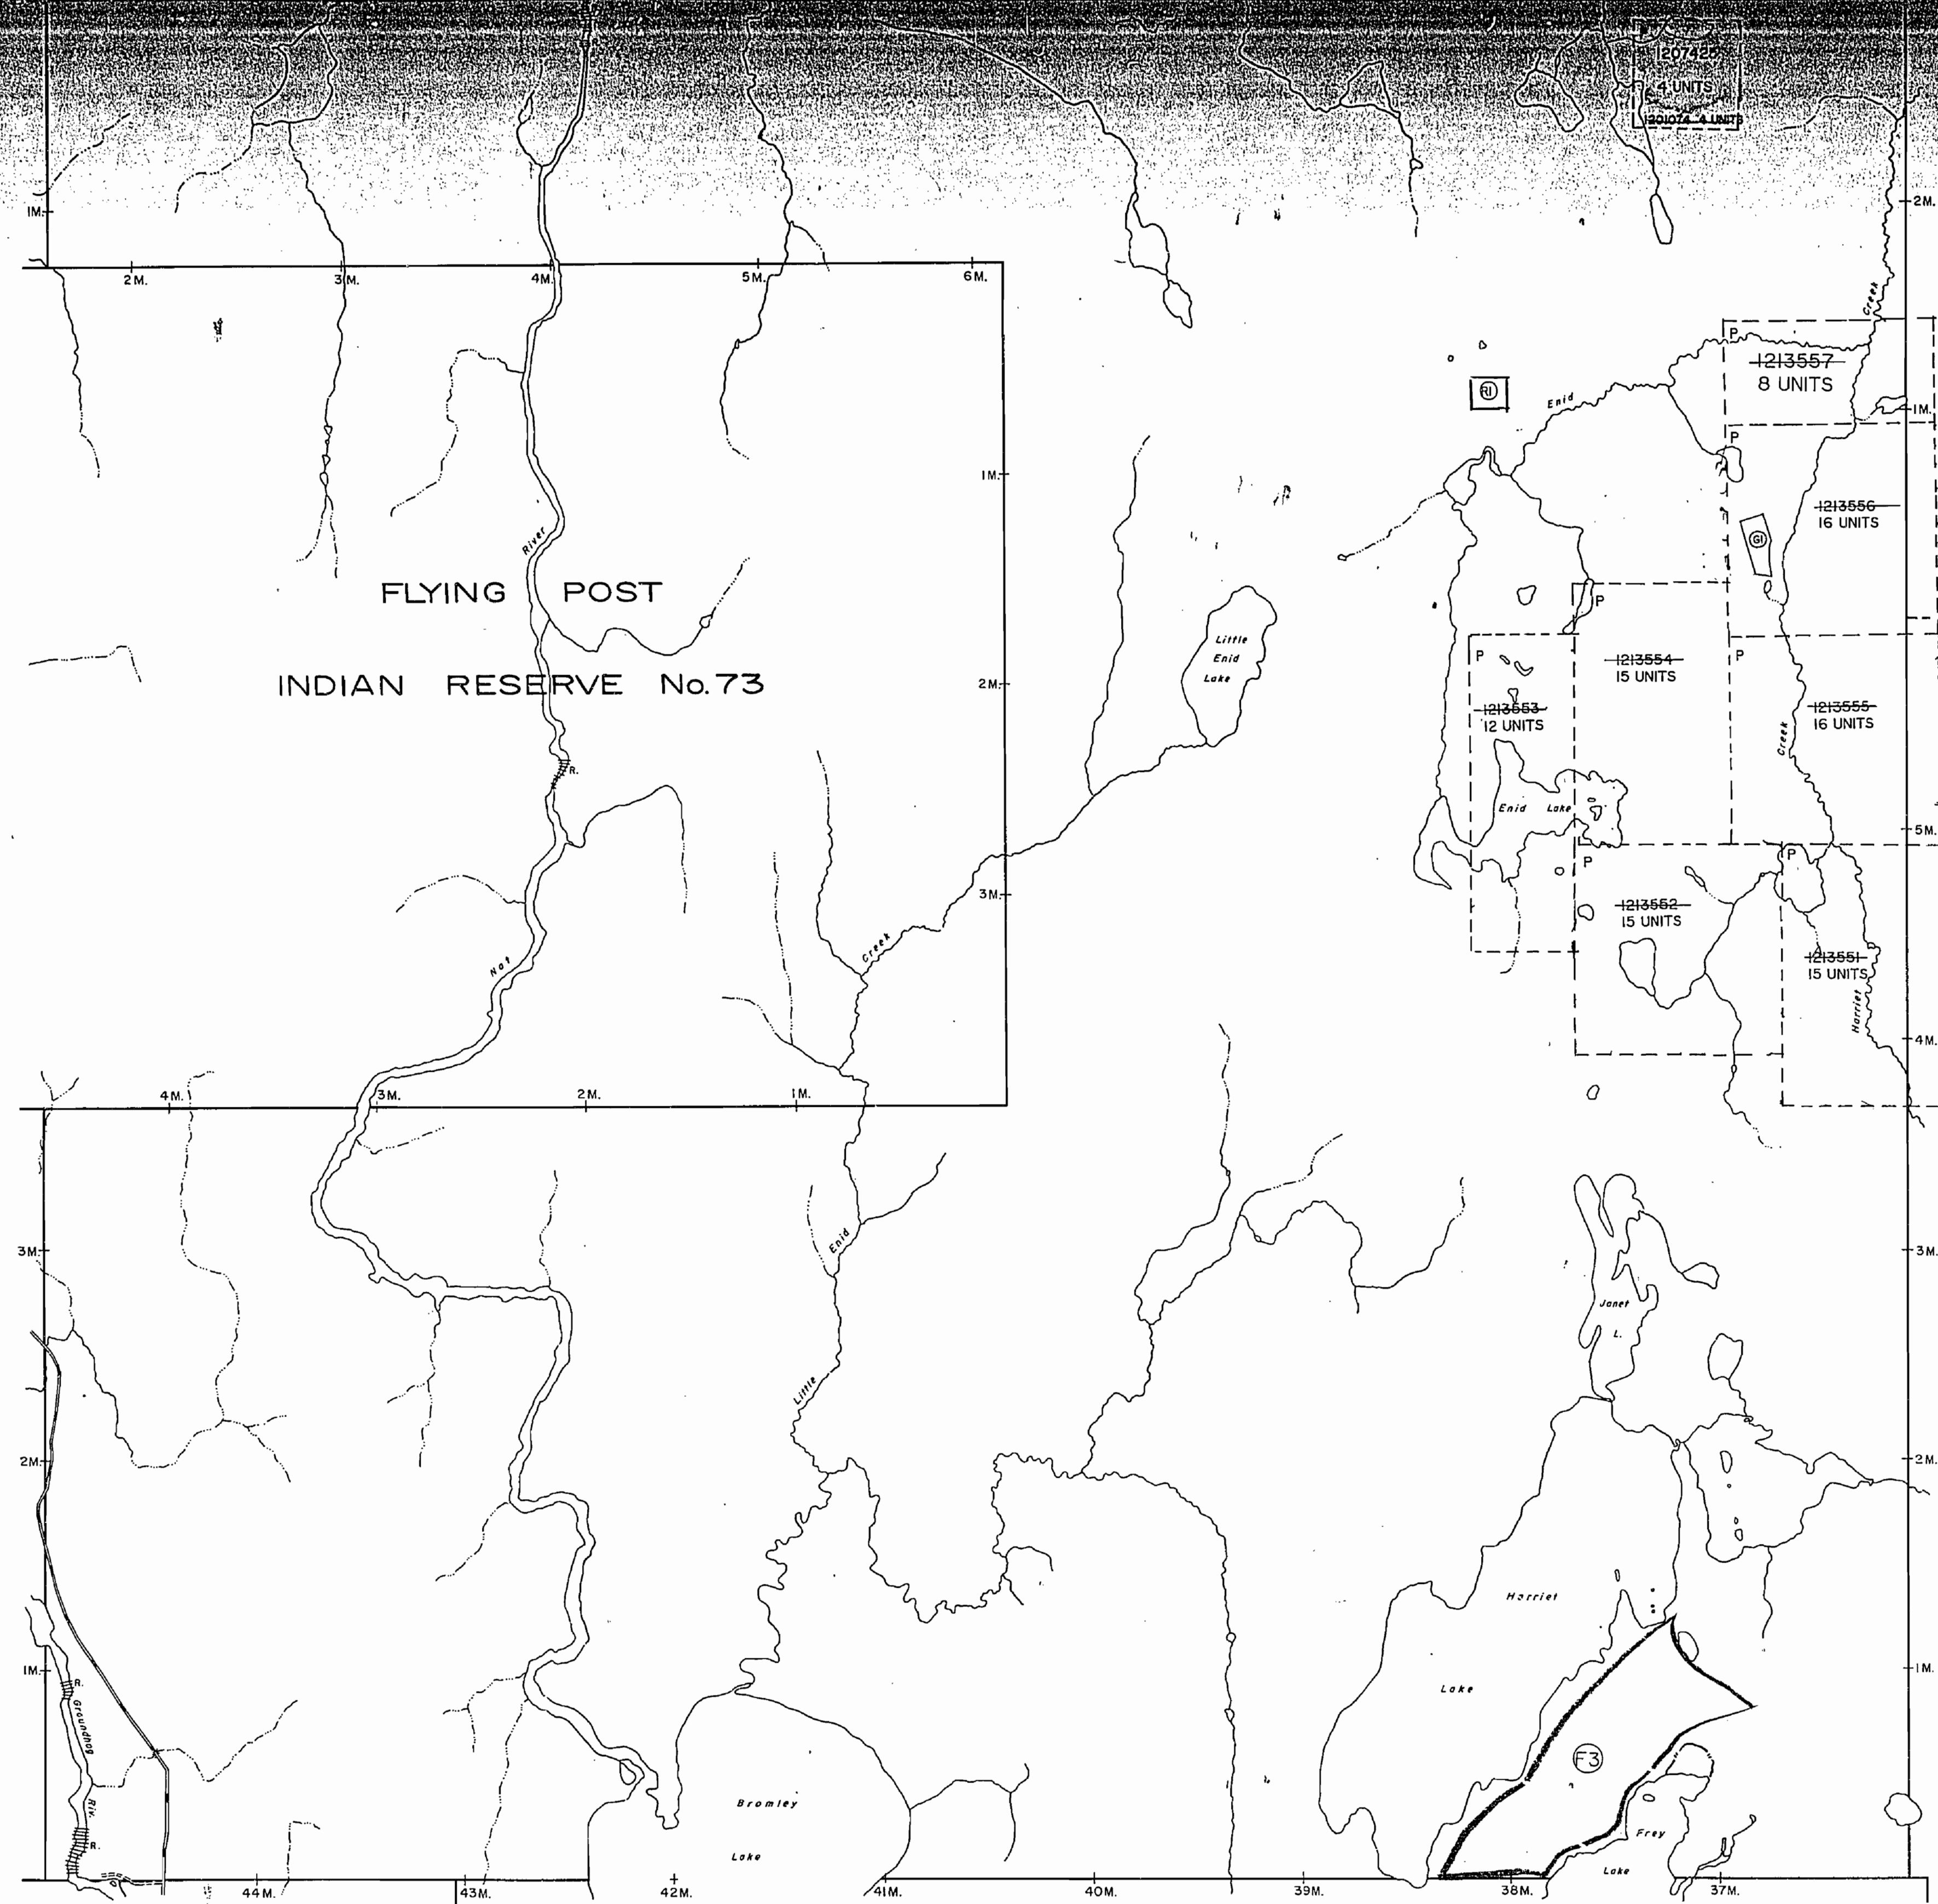 1207425
4 UNITS
1201074 4 UNITS
1M.
2M.
2M.
3M.
4M.
5M.
6M.
Creek
P
1213557
8 UNITS
R1
Enid
1M.
P
1M.
1213556
16 UNITS
G1
River
FLYING POST
P
Little
Enid
Lake
P
1213554
15 UNITS
P
INDIAN RESERVE No. 73
2M.
1213553
12 UNITS
1213555
16 UNITS
Creek
R.
Enid Lake
5M.
P
P
3M.
1213552
15 UNITS
Creek
Nat
1213551
15 UNITS
Harriet
4M.
4M.
3M.
2M.
1M.
3M.
Enid
3M.
Janet
L.
Little
2M.
2M.
Harriet
1M.
R.
Lake
1M.
Groundhog
F3
Riv.
Bromley
R.
Frey
Lake
Lake
44M.
43M.
42M.
41M.
40M.
39M.
38M.
37M.